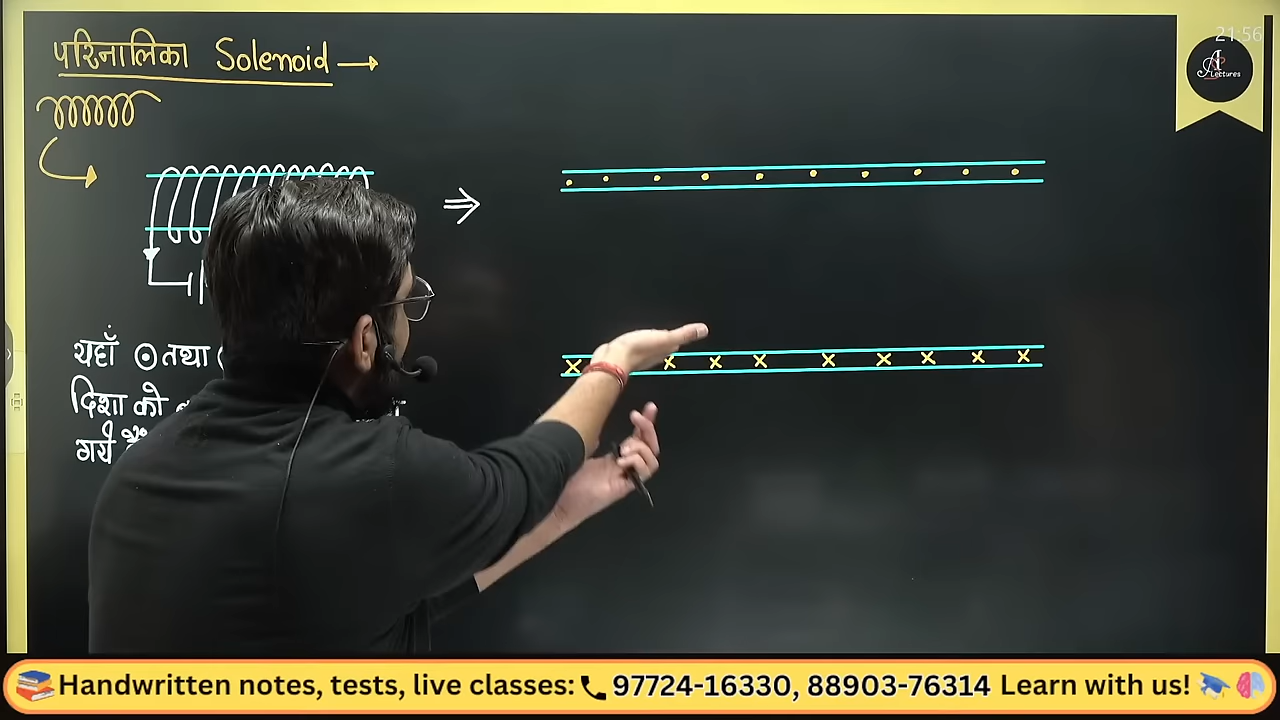 परिनालिका Solenoid →
21:56
A Lectures
⇒
यहाँ ⊙ तथा
दिशा को
गये हैं
Handwritten notes, tests, live classes: 97724-16330, 88903-76314 Learn with us!